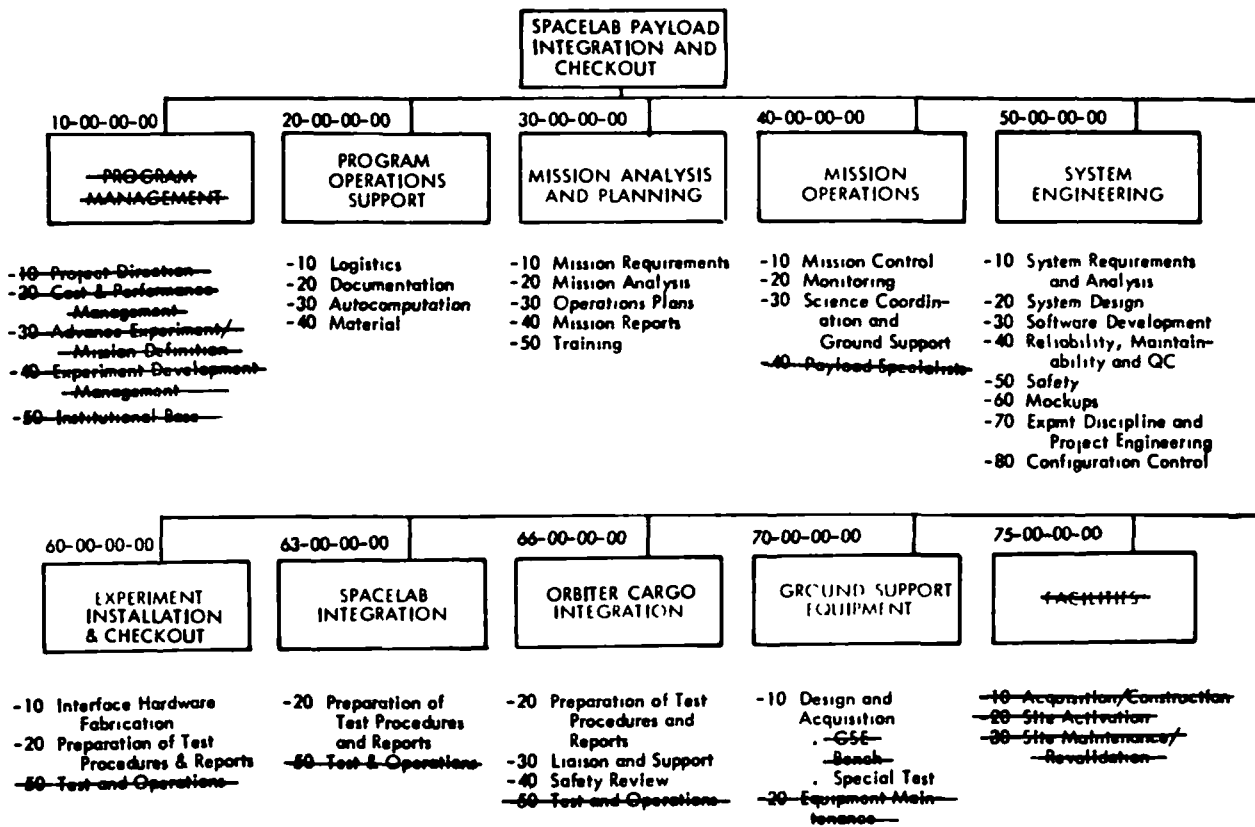 SPACELAB PAYLOAD
INTEGRATION AND
CHECKOUT
10-00-00-00
PROGRAM
MANAGEMENT
-10 Project Direction
-20 Cost & Performance
Management
-30 Advance Experiment/
Mission Definition
-40 Experiment Development
Management
-50 Institutional Base
20-00-00-00
PROGRAM
OPERATIONS
SUPPORT
-10 Logistics
-20 Documentation
-30 Autocomputation
-40 Material
30-00-00-00
MISSION ANALYSIS
AND PLANNING
-10 Mission Requirements
-20 Mission Analysis
-30 Operations Plans
-40 Mission Reports
-50 Training
40-00-00-00
MISSION
OPERATIONS
-10 Mission Control
-20 Monitoring
-30 Science Coordin-
ation and
Ground Support
-40 Payload Specialists
50-00-00-00
SYSTEM
ENGINEERING
-10 System Requirements
and Analysis
-20 System Design
-30 Software Development
-40 Reliability, Maintain-
ability and QC
-50 Safety
-60 Mockups
-70 Expmt Discipline and
Project Engineering
-80 Configuration Control
60-00-00-00
EXPERIMENT
INSTALLATION
& CHECKOUT
-10 Interface Hardware
Fabrication
-20 Preparation of Test
Procedures & Reports
-50 Test and Operations
63-00-00-00
SPACELAB
INTEGRATION
-20 Preparation of
Test Procedures
and Reports
-50 Test & Operations
66-00-00-00
ORBITER CARGO
INTEGRATION
-20 Preparation of Test
Procedures and
Reports
-30 Liaison and Support
-40 Safety Review
-50 Test and Operations
70-00-00-00
GROUND SUPPORT
EQUIPMENT
-10 Design and
Acquisition
. GSE
Bench
. Special Test
-20 Equipment Main-
tenance
75-00-00-00
FACILITIES
-10 Acquisition/Construction
-20 Site Activation
-30 Site Maintenance/
Revalidation